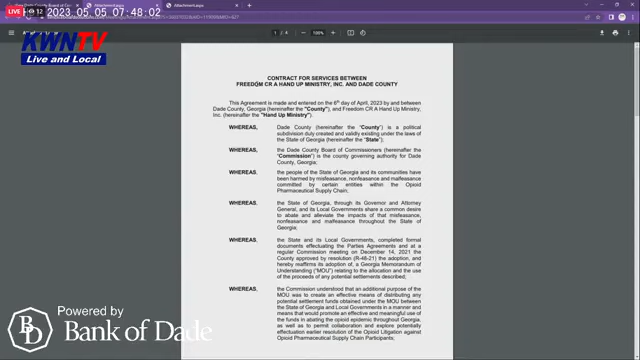 Dade County Board of Com
Attachment.aspx
Attachment.aspx
LIVE 12 2023_05_05_07:48:02
1 / 4
100%
KWNTV
Live and Local
CONTRACT FOR SERVICES BETWEEN
FREEDOM CR A HAND UP MINISTRY, INC. AND DADE COUNTY
This Agreement is made and entered on the 6th day of April, 2023 by and between
Dade County, Georgia (hereinafter the "County"), and Freedom CR A Hand Up Ministry,
Inc. (hereinafter the "Hand Up Ministry").
WHEREAS, Dade County (hereinafter the "County") is a political
subdivision duly created and validly existing under the laws of
the State of Georgia (hereinafter the "State");
WHEREAS, the Dade County Board of Commissioners (hereinafter the
"Commission") is the county governing authority for Dade
County, Georgia;
WHEREAS, the people of the State of Georgia and its communities have
been harmed by misfeasance, nonfeasance and malfeasance
committed by certain entities within the Opioid
Pharmaceutical Supply Chain;
WHEREAS, the State of Georgia, through its Governor and Attorney
General, and its Local Governments share a common desire
to abate and alleviate the impacts of that misfeasance,
nonfeasance and malfeasance throughout the State of
Georgia;
WHEREAS, the State and its Local Governments, completed formal
documents effectuating the Parties Agreements and at a
regular Commission meeting on December 14, 2021 the
County approved by resolution (R-48-21) the adoption, and
hereby reaffirms its adoption of, a Georgia Memorandum of
Understanding ("MOU") relating to the allocation and the use
of the proceeds of any potential settlements described;
WHEREAS, the Commission understood that an additional purpose of the
MOU was to create an effective means of distributing any
potential settlement funds obtained under the MOU between
the State of Georgia and Local Governments in a manner and
means that would promote an effective and meaningful use of
the funds in abating the opioid epidemic throughout Georgia,
as well as to permit collaboration and explore potentially
effectuation earlier resolution of the Opioid Litigation against
Opioid Pharmaceutical Supply Chain Participants;
Powered by
Bank of Dade